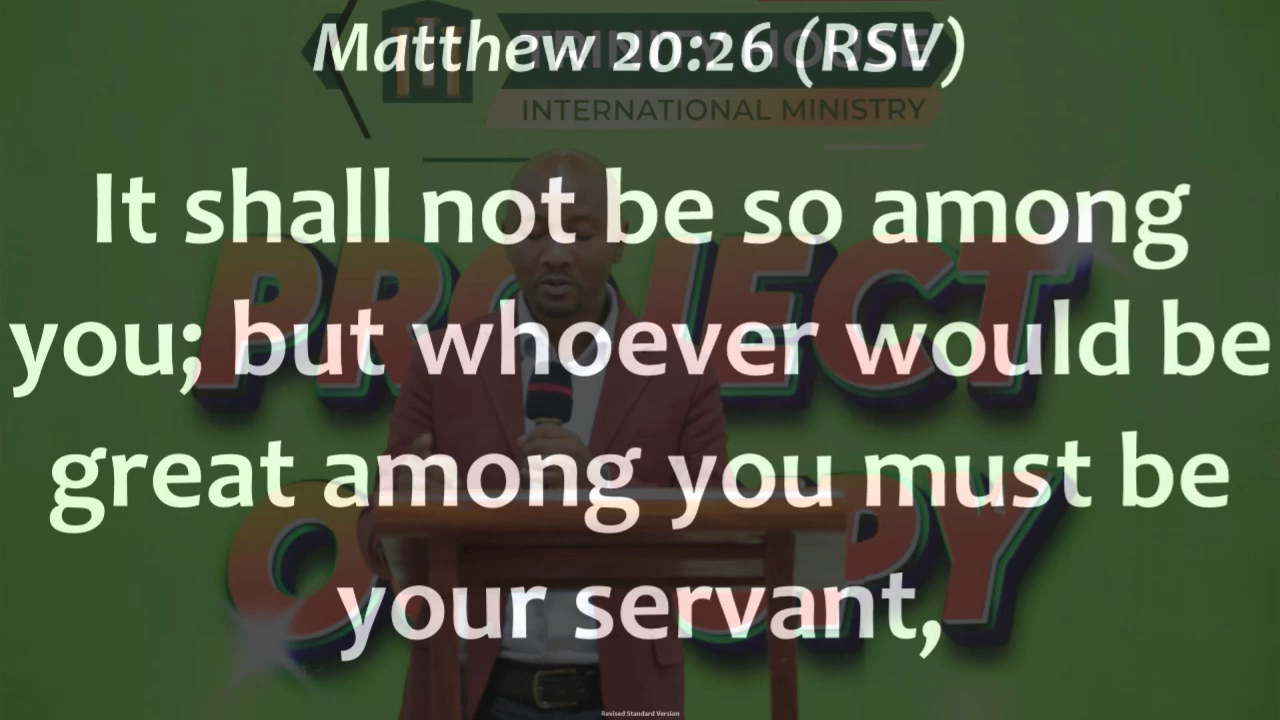 Matthew 20:26 (RSV)
INTERNATIONAL MINISTRY
It shall not be so among
you; but whoever would be
great among you must be
your servant,
PROJECT
Revised Standard Version